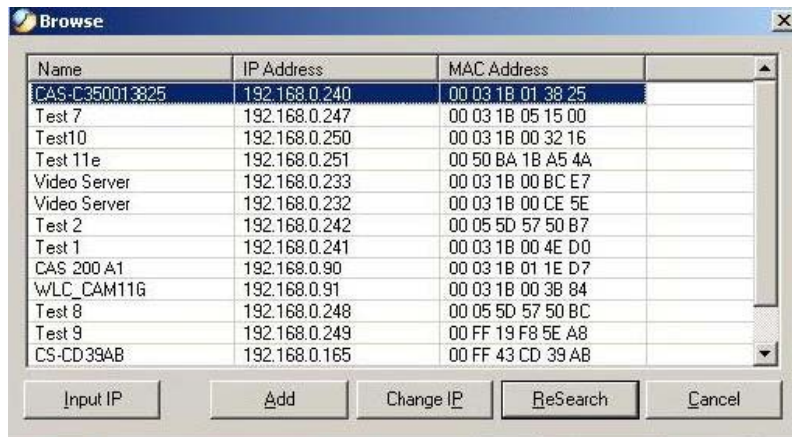 Browse
Name IP Address MAC Address
CAS-C350013825 192.168.0.240 00 03 1B 01 38 25
Test 7 192.168.0.247 00 03 1B 05 15 00
Test10 192.168.0.250 00 03 1B 00 32 16
Test 11e 192.168.0.251 00 50 BA 1B A5 4A
Video Server 192.168.0.233 00 03 1B 00 BC E7
Video Server 192.168.0.232 00 03 1B 00 CE 5E
Test 2 192.168.0.242 00 05 5D 57 50 B7
Test 1 192.168.0.241 00 03 1B 00 4E D0
CAS 200 A1 192.168.0.90 00 03 1B 01 1E D7
WLC_CAM11G 192.168.0.91 00 03 1B 00 3B 84
Test 8 192.168.0.248 00 05 5D 57 50 BC
Test 9 192.168.0.249 00 FF 19 F8 5E A8
CS-CD39AB 192.168.0.165 00 FF 43 CD 39 AB
Input IP Add Change IP ReSearch Cancel